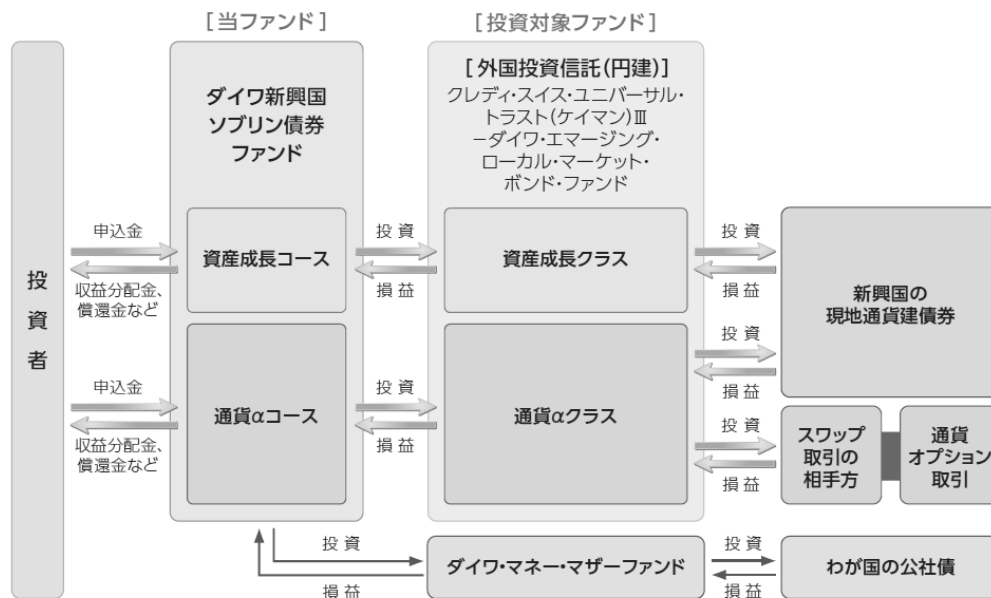 [当ファンド]
[投資対象ファンド]
投資者
ダイワ新興国
ソブリン債券
ファンド
[外国投資信託(円建)]
クレディ・スイス・ユニバーサル・
トラスト(ケイマン)Ⅲ
－ダイワ・エマージング・
ローカル・マーケット・
ボンド・ファンド
申込金
収益分配金、
償還金など
資産成長コース
投資
損益
資産成長クラス
投資
損益
新興国の
現地通貨建債券
申込金
収益分配金、
償還金など
通貨αコース
投資
損益
通貨αクラス
投資
損益
投資
損益
スワップ
取引の
相手方
通貨
オプション
取引
投資
損益
ダイワ・マネー・マザーファンド
投資
損益
わが国の公社債